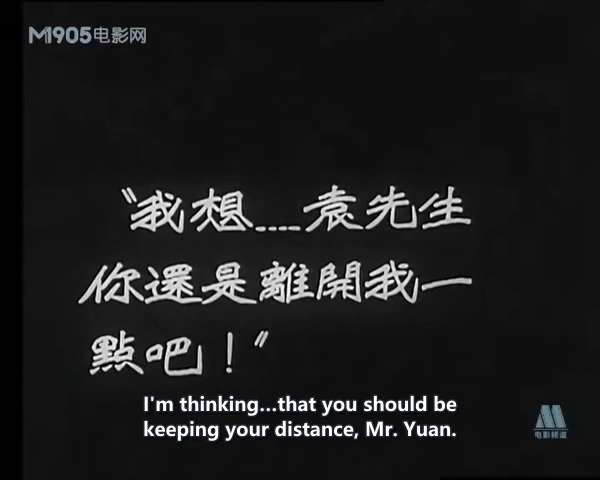 M1905电影网
〝我想....袁先生
你還是離開我一
點吧！〞
I'm thinking...that you should be
keeping your distance, Mr. Yuan.
电影频道